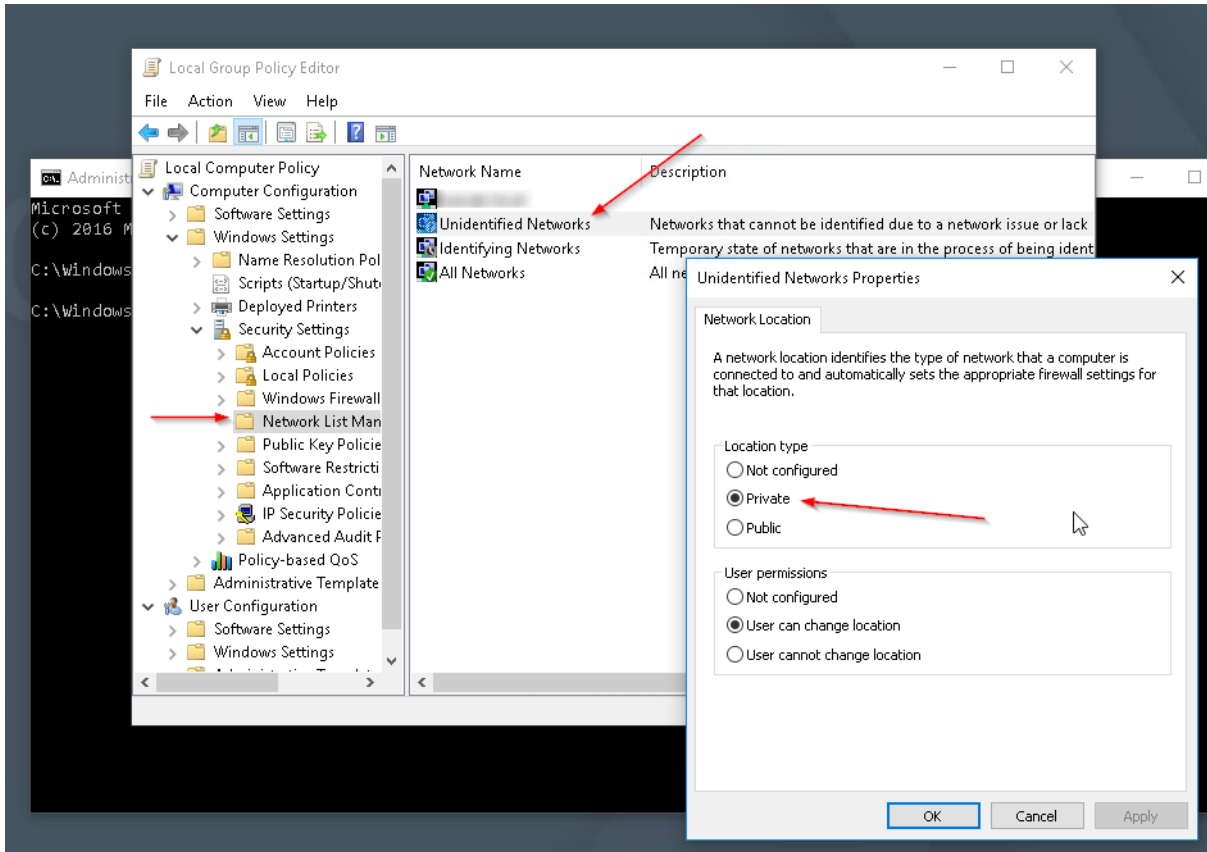 Local Group Policy Editor
File Action View Help
Administ
Microsoft
(c) 2016 M
C:\Windows
C:\Windows
Local Computer Policy
Computer Configuration
Software Settings
Windows Settings
Name Resolution Pol
Scripts (Startup/Shut
Deployed Printers
Security Settings
Account Policies
Local Policies
Windows Firewall
Network List Man
Public Key Policie
Software Restricti
Application Cont
IP Security Policie
Advanced Audit P
Policy-based QoS
Administrative Template
User Configuration
Software Settings
Windows Settings
Network Name Description
Unidentified Networks Networks that cannot be identified due to a network issue or lack
Identifying Networks Temporary state of networks that are in the process of being ident
All Networks All ne
Unidentified Networks Properties
Network Location
A network location identifies the type of network that a computer is
connected to and automatically sets the appropriate firewall settings for
that location.
Location type
Not configured
Private
Public
User permissions
Not configured
User can change location
User cannot change location
OK Cancel Apply